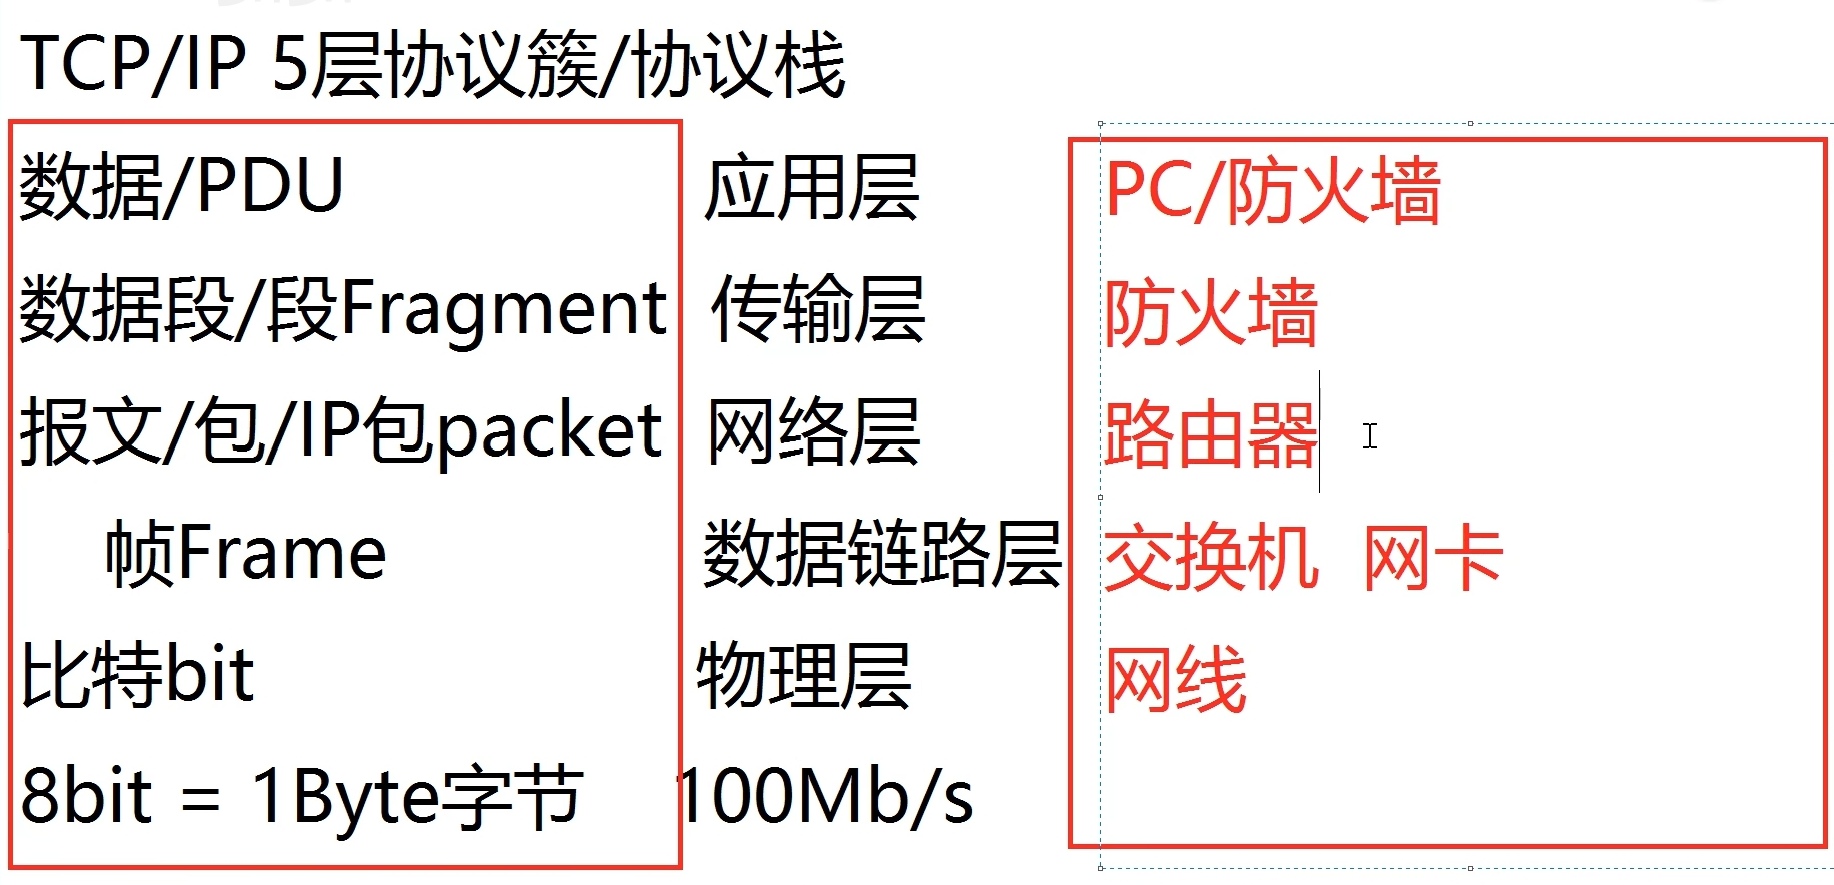 TCP/IP 5层协议簇/协议栈
数据/PDU 应用层 PC/防火墙
数据段/段Fragment 传输层 防火墙
报文/包/IP包packet 网络层 路由器
帧Frame 数据链路层 交换机 网卡
比特bit 物理层 网线
8bit = 1Byte字节 100Mb/s